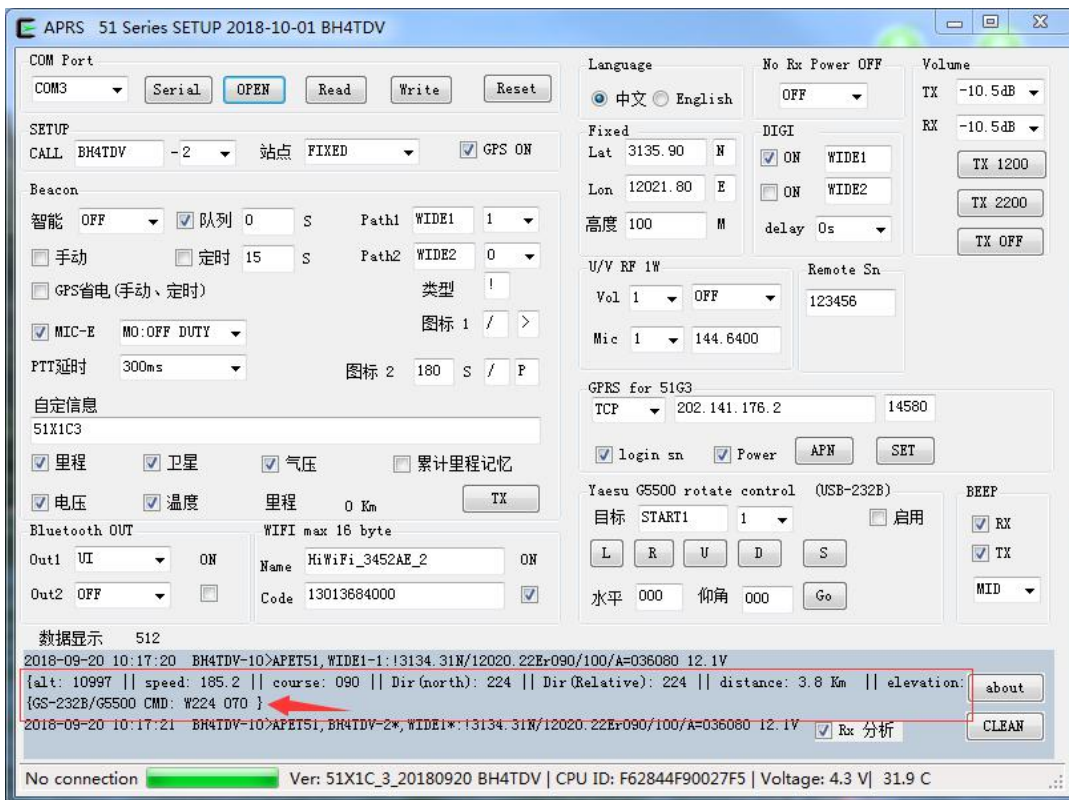 APRS 51 Series SETUP 2018-10-01 BH4TDV
COM Port
COM3 Serial OPEN Read Write Reset
SETUP
CALL BH4TDV -2 站点 FIXED GPS ON
Beacon
智能 OFF 队列 0 S Path1 WIDE1 1
手动 定时 15 S Path2 WIDE2 0
GPS省电(手动、定时) 类型 !
MIC-E MO:OFF DUTY 图标 1 / >
PTT延时 300ms 图标 2 180 S / P
自定信息
51X1C3
里程 卫星 气压 累计里程记忆
电压 温度 里程 0 Km TX
Bluetooth OUT
Out1 UI ON
Out2 OFF
WIFI max 16 byte
Name HiWiFi_3452AE_2 ON
Code 13013684000
Language
中文 English
No Rx Power OFF
OFF
Volume
TX -10.5dB
RX -10.5dB
TX 1200
TX 2200
TX OFF
Fixed
Lat 3135.90 N
Lon 12021.80 E
高度 100 M
DIGI
ON WIDE1
ON WIDE2
delay 0s
U/V RF 1W
Vol 1 OFF
Mic 1 144.6400
Remote Sn
123456
GPRS for 51G3
TCP 202.141.176.2 14580
login sn Power APN SET
Yaesu G5500 rotate control (USB-232B)
目标 START1 1 启用
L R U D S
水平 000 仰角 000 Go
BEEP
RX
TX
MID
数据显示 512
2018-09-20 10:17:20 BH4TDV-10>APET51,WIDE1-1:!3134.31N/12020.22Er090/100/A=036080 12.1V
{alt: 10997 || speed: 185.2 || course: 090 || Dir(north): 224 || Dir(Relative): 224 || distance: 3.8 Km || elevation:
{GS-232B/G5500 CMD: W224 070 }
2018-09-20 10:17:21 BH4TDV-10>APET51,BH4TDV-2*,WIDE1*:!3134.31N/12020.22Er090/100/A=036080 12.1V
Rx 分析
about
CLEAN
No connection Ver: 51X1C_3_20180920 BH4TDV | CPU ID: F62844F90027F5 | Voltage: 4.3 V| 31.9 C